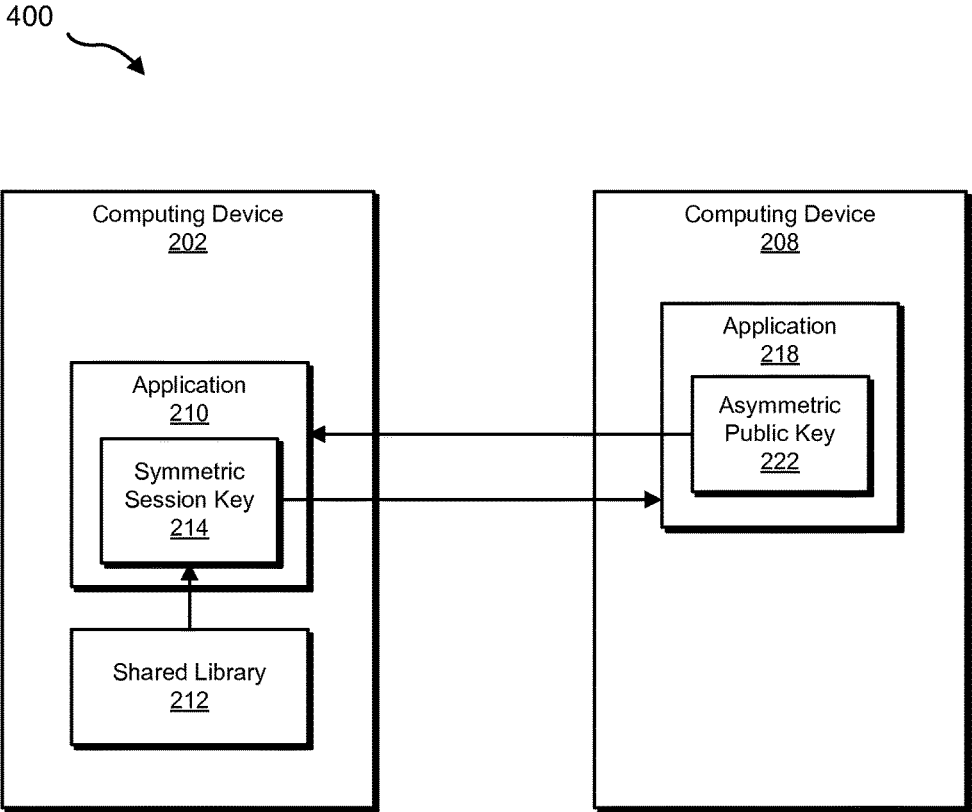 400
Computing Device
202
Application
210
Symmetric
Session Key
214
Shared Library
212
Computing Device
208
Application
218
Asymmetric
Public Key
222